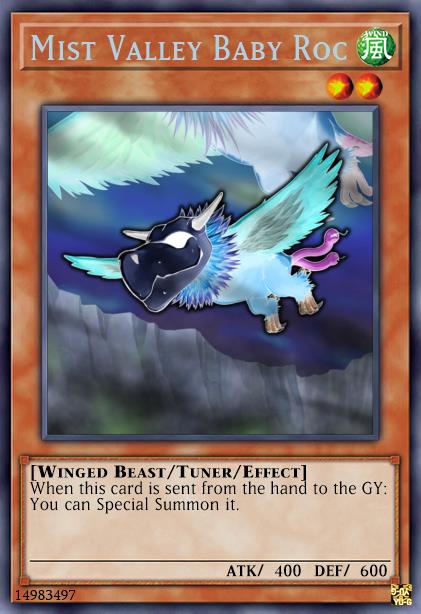 MIST VALLEY BABY ROC
WIND
風
[WINGED BEAST/TUNER/EFFECT]
When this card is sent from the hand to the GY:
You can Special Summon it.
ATK/ 400 DEF/ 600
14983497